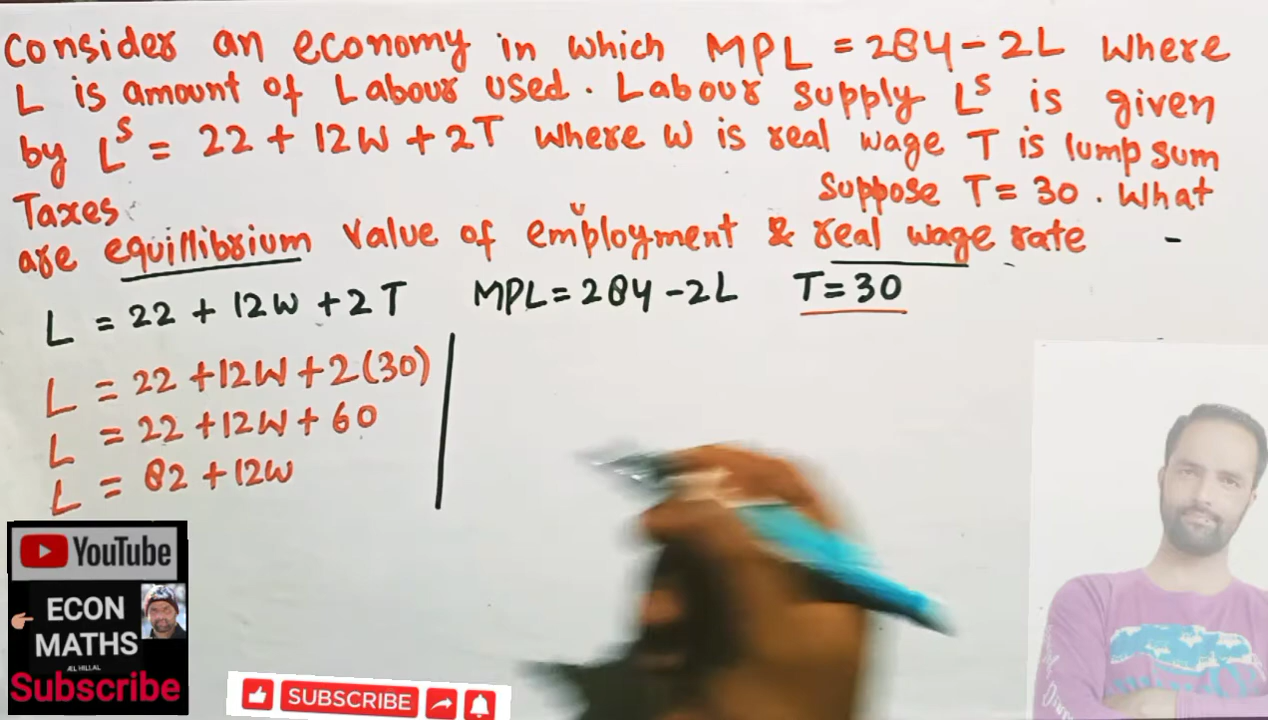 Consider an economy in which MPL = 284 - 2L Where
L is amount of Labour used. Labour supply Lˢ is given
by Lˢ = 22 + 12W + 2T where W is real wage T is lump sum
Taxes suppose T = 30. What
are equillibrium value of employment & real wage rate -
L = 22 + 12W + 2T MPL = 284 - 2L T = 30
L = 22 + 12W + 2(30)
L = 22 + 12W + 60
L = 82 + 12W
YouTube
ECON
MATHS
Subscribe
SUBSCRIBE